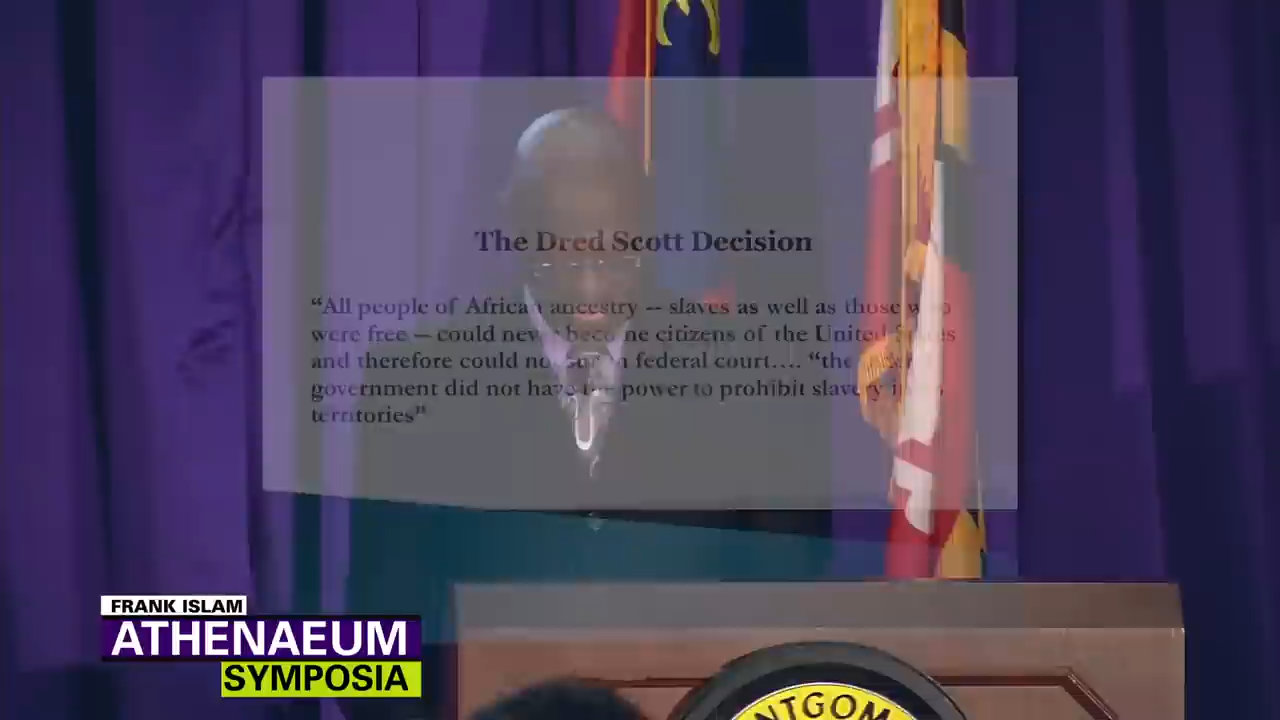 The Dred Scott Decision
“All people of African ancestry -- slaves as well as those who
were free -- could never become citizens of the United States
and therefore could not sue in federal court…. “the
government did not have the power to prohibit slavery
territories”
FRANK ISLAM
ATHENAEUM
SYMPOSIA
NTGOM